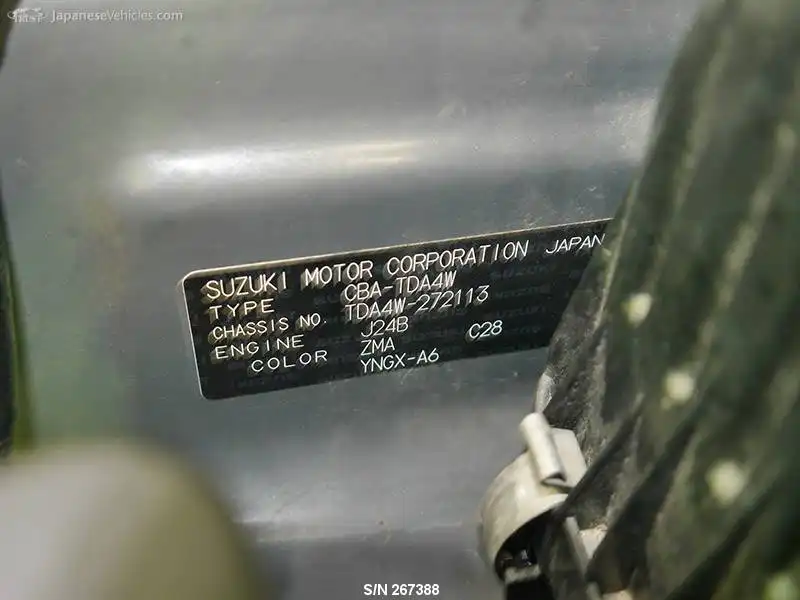 JapaneseVehicles.com
SUZUKI MOTOR CORPORATION JAPAN
TYPE CBA-TDA4W
CHASSIS NO. TDA4W-272113
ENGINE J24B
COLOR ZMA C28
YNGX-A6
S/N 267388